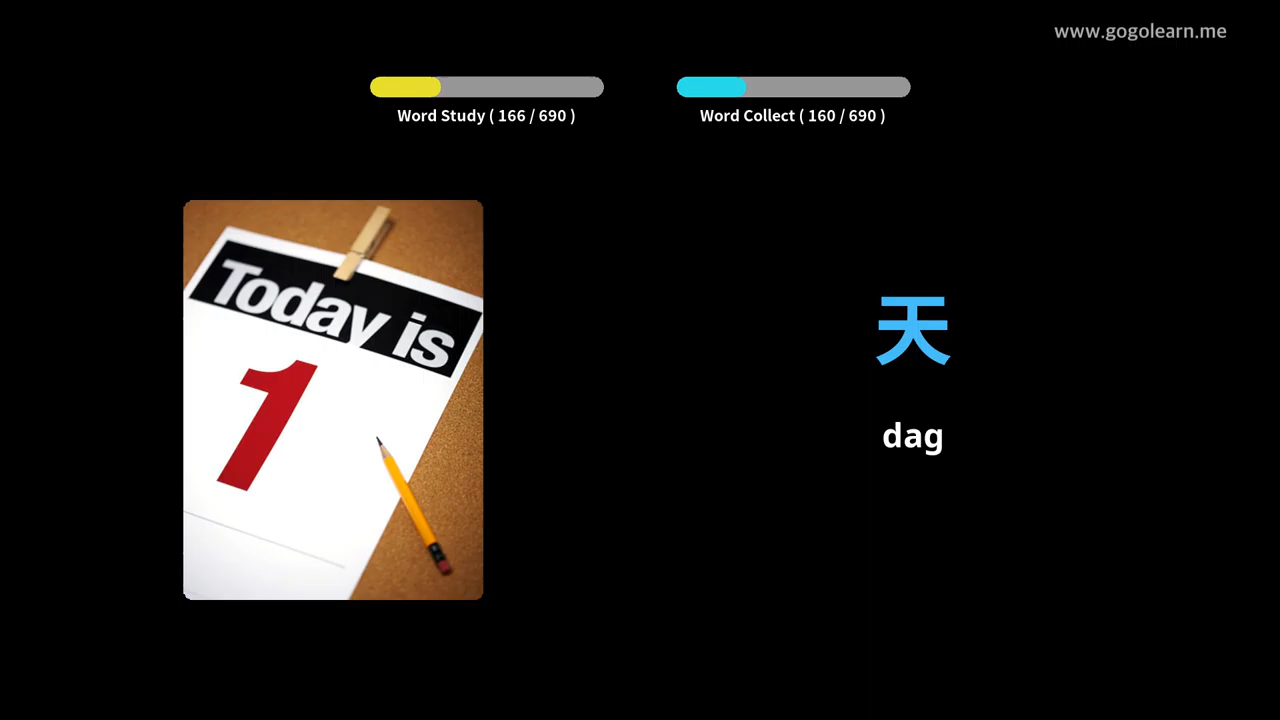 www.gogolearn.me
Word Study ( 166 / 690 )
Word Collect ( 160 / 690 )
Today is
1
天
dag